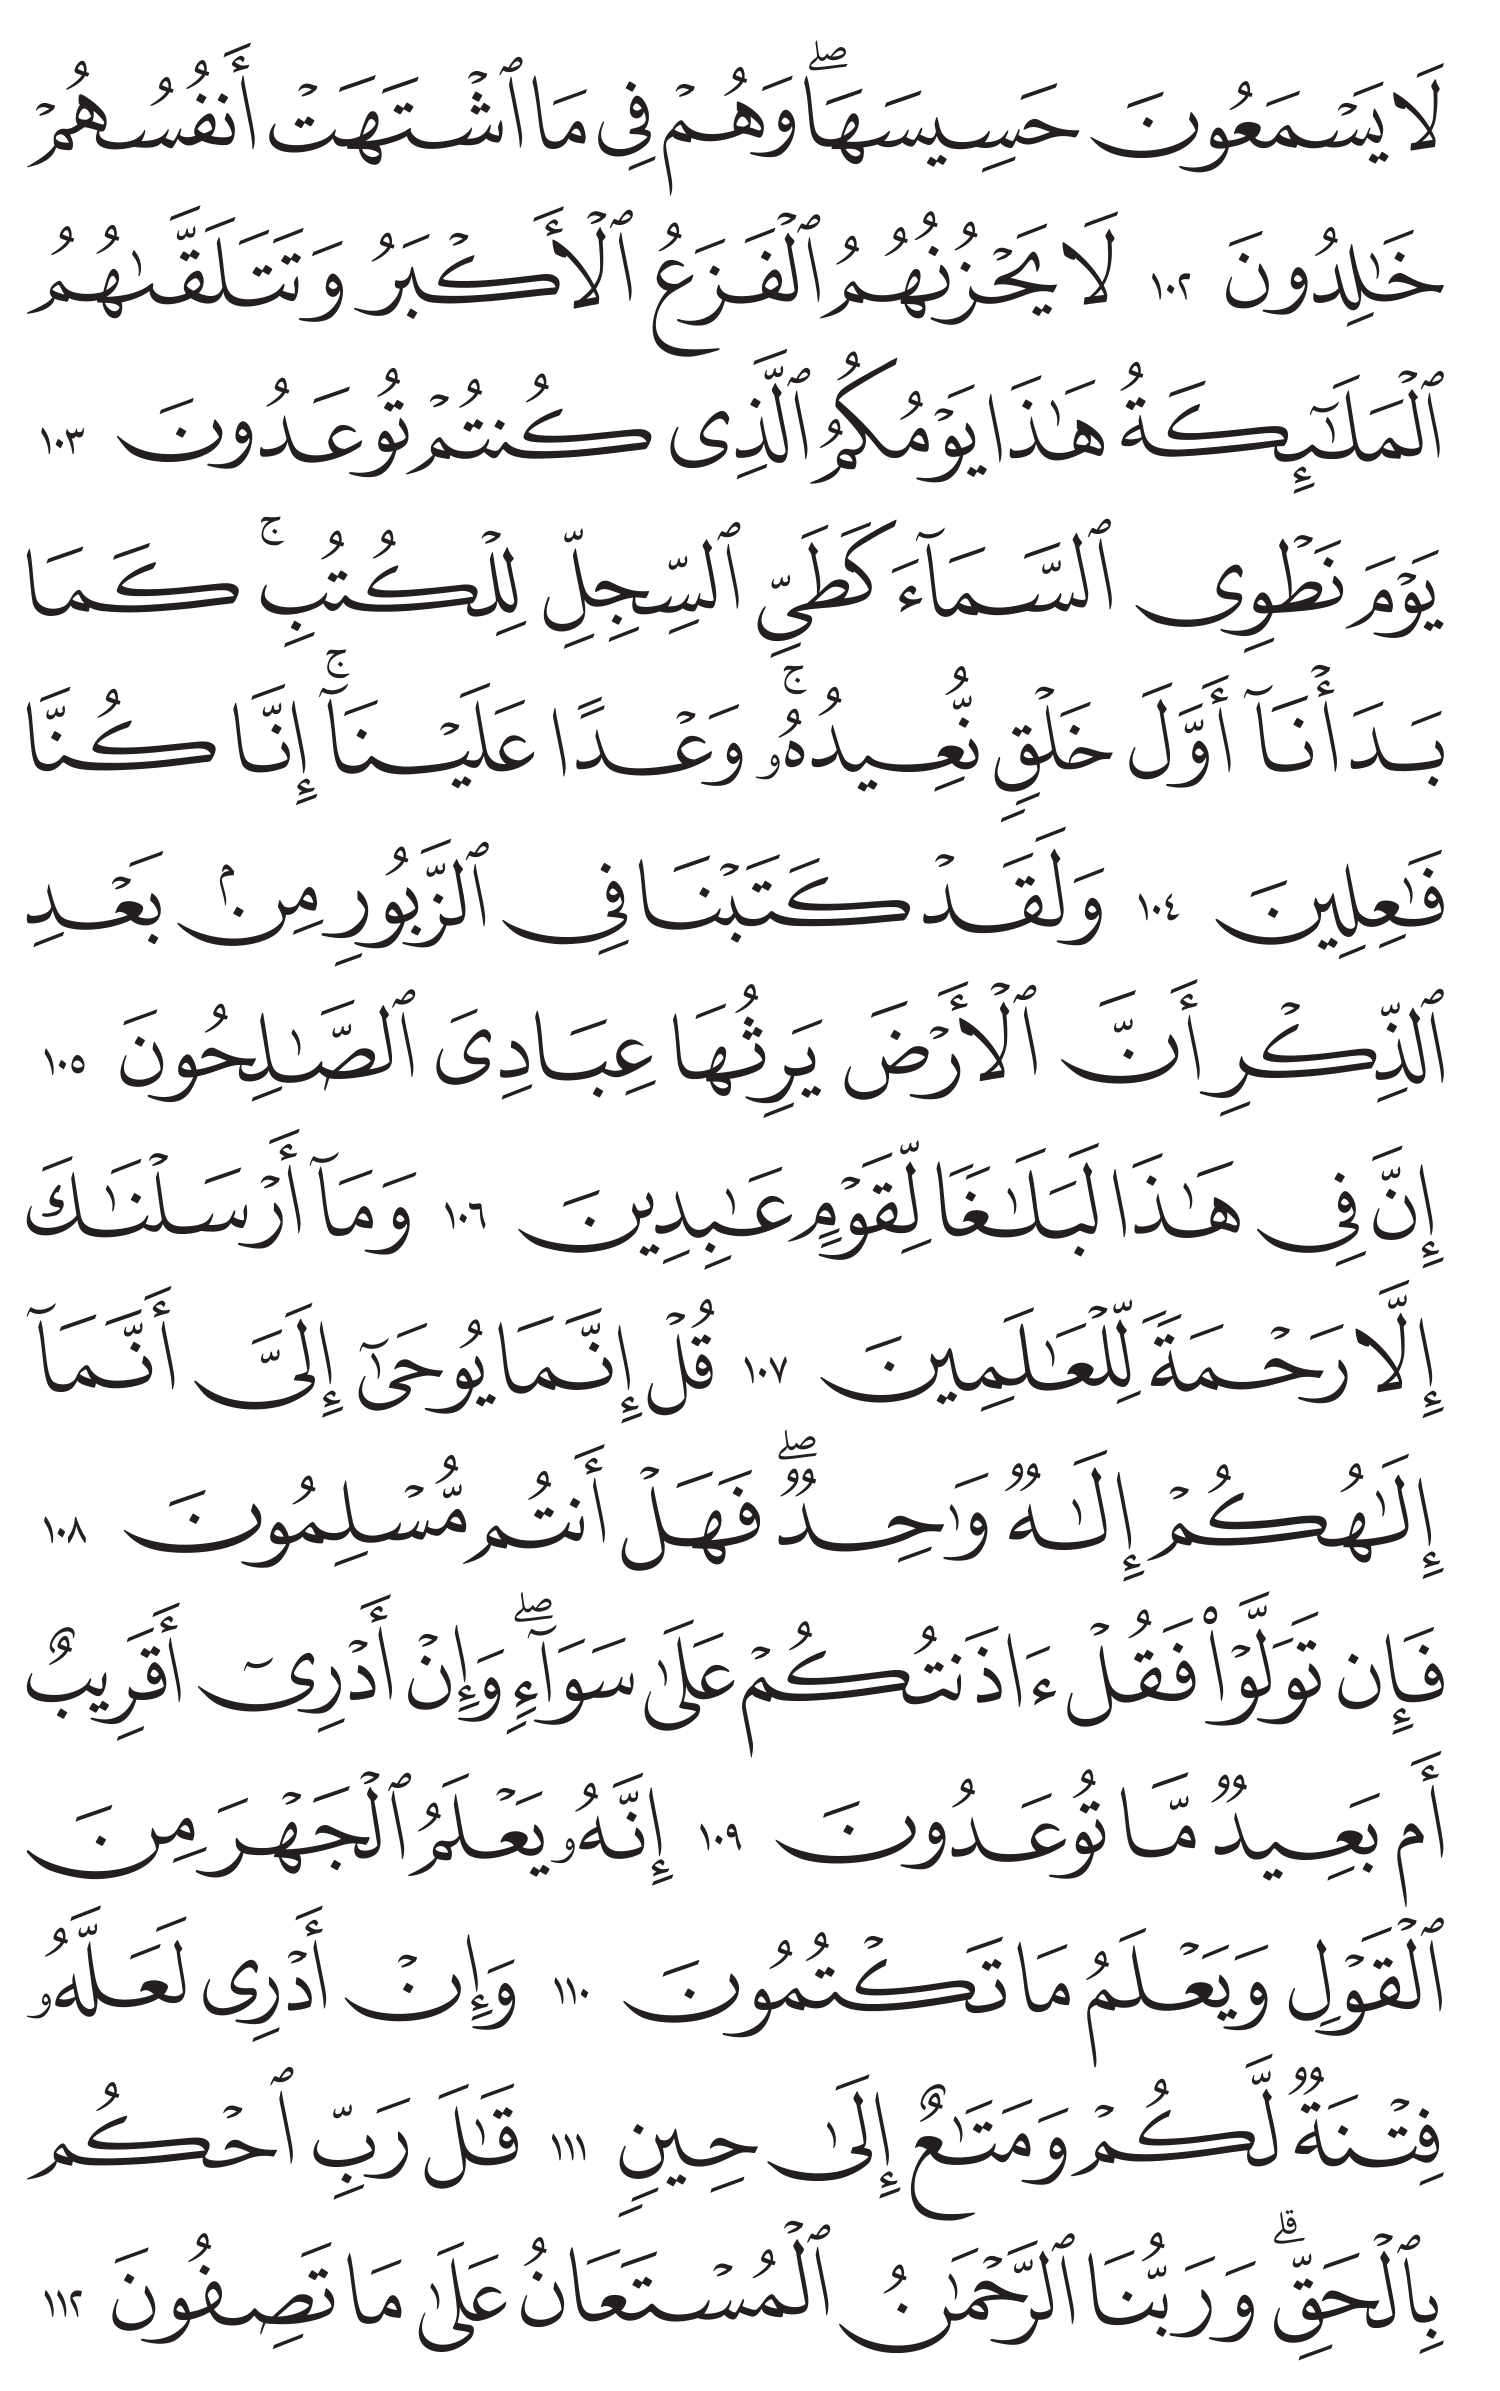 لَا يَسْمَعُونَ حَسِيسَهَاۖ وَهُمْ فِى مَا ٱشْتَهَتْ أَنفُسُهُمْ
خَٰلِدُونَ ١٠٢ لَا يَحْزُنُهُمُ ٱلْفَزَعُ ٱلْأَكْبَرُ وَتَتَلَقَّىٰهُمُ
ٱلْمَلَٰٓئِكَةُ هَٰذَا يَوْمُكُمُ ٱلَّذِى كُنتُمْ تُوعَدُونَ ١٠٣
يَوْمَ نَطْوِى ٱلسَّمَآءَ كَطَىِّ ٱلسِّجِلِّ لِلْكُتُبِۚ كَمَا
بَدَأْنَآ أَوَّلَ خَلْقٍ نُّعِيدُهُۥۚ وَعْدًا عَلَيْنَآۚ إِنَّا كُنَّا
فَٰعِلِينَ ١٠٤ وَلَقَدْ كَتَبْنَا فِى ٱلزَّبُورِ مِنۢ بَعْدِ
ٱلذِّكْرِ أَنَّ ٱلْأَرْضَ يَرِثُهَا عِبَادِىَ ٱلصَّٰلِحُونَ ١٠٥
إِنَّ فِى هَٰذَا لَبَلَٰغًا لِّقَوْمٍ عَٰبِدِينَ ١٠٦ وَمَآ أَرْسَلْنَٰكَ
إِلَّا رَحْمَةً لِّلْعَٰلَمِينَ ١٠٧ قُلْ إِنَّمَا يُوحَىٰٓ إِلَىَّ أَنَّمَآ
إِلَٰهُكُمْ إِلَٰهٌ وَٰحِدٌۖ فَهَلْ أَنتُم مُّسْلِمُونَ ١٠٨
فَإِن تَوَلَّوْا۟ فَقُلْ ءَاذَنتُكُمْ عَلَىٰ سَوَآءٍۖ وَإِنْ أَدْرِىٓ أَقَرِيبٌ
أَم بَعِيدٌ مَّا تُوعَدُونَ ١٠٩ إِنَّهُۥ يَعْلَمُ ٱلْجَهْرَ مِنَ
ٱلْقَوْلِ وَيَعْلَمُ مَا تَكْتُمُونَ ١١٠ وَإِنْ أَدْرِى لَعَلَّهُۥ
فِتْنَةٌ لَّكُمْ وَمَتَٰعٌ إِلَىٰ حِينٍ ١١١ قَٰلَ رَبِّ ٱحْكُم
بِٱلْحَقِّۗ وَرَبُّنَا ٱلرَّحْمَٰنُ ٱلْمُسْتَعَانُ عَلَىٰ مَا تَصِفُونَ ١١٢